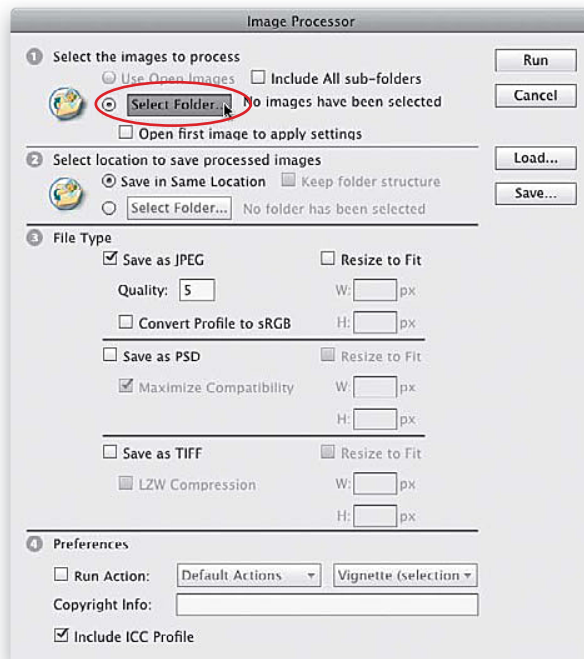 Image Processor
1 Select the images to process
Run
Use Open Images Include All sub-folders
Select Folder... No images have been selected
Cancel
Open first image to apply settings
2 Select location to save processed images
Load...
Save in Same Location Keep folder structure
Save...
Select Folder... No folder has been selected
3 File Type
Save as JPEG Resize to Fit
Quality: 5 W: px
Convert Profile to sRGB H: px
Save as PSD Resize to Fit
Maximize Compatibility W: px
H: px
Save as TIFF Resize to Fit
LZW Compression W: px
H: px
4 Preferences
Run Action: Default Actions Vignette (selection
Copyright Info:
Include ICC Profile